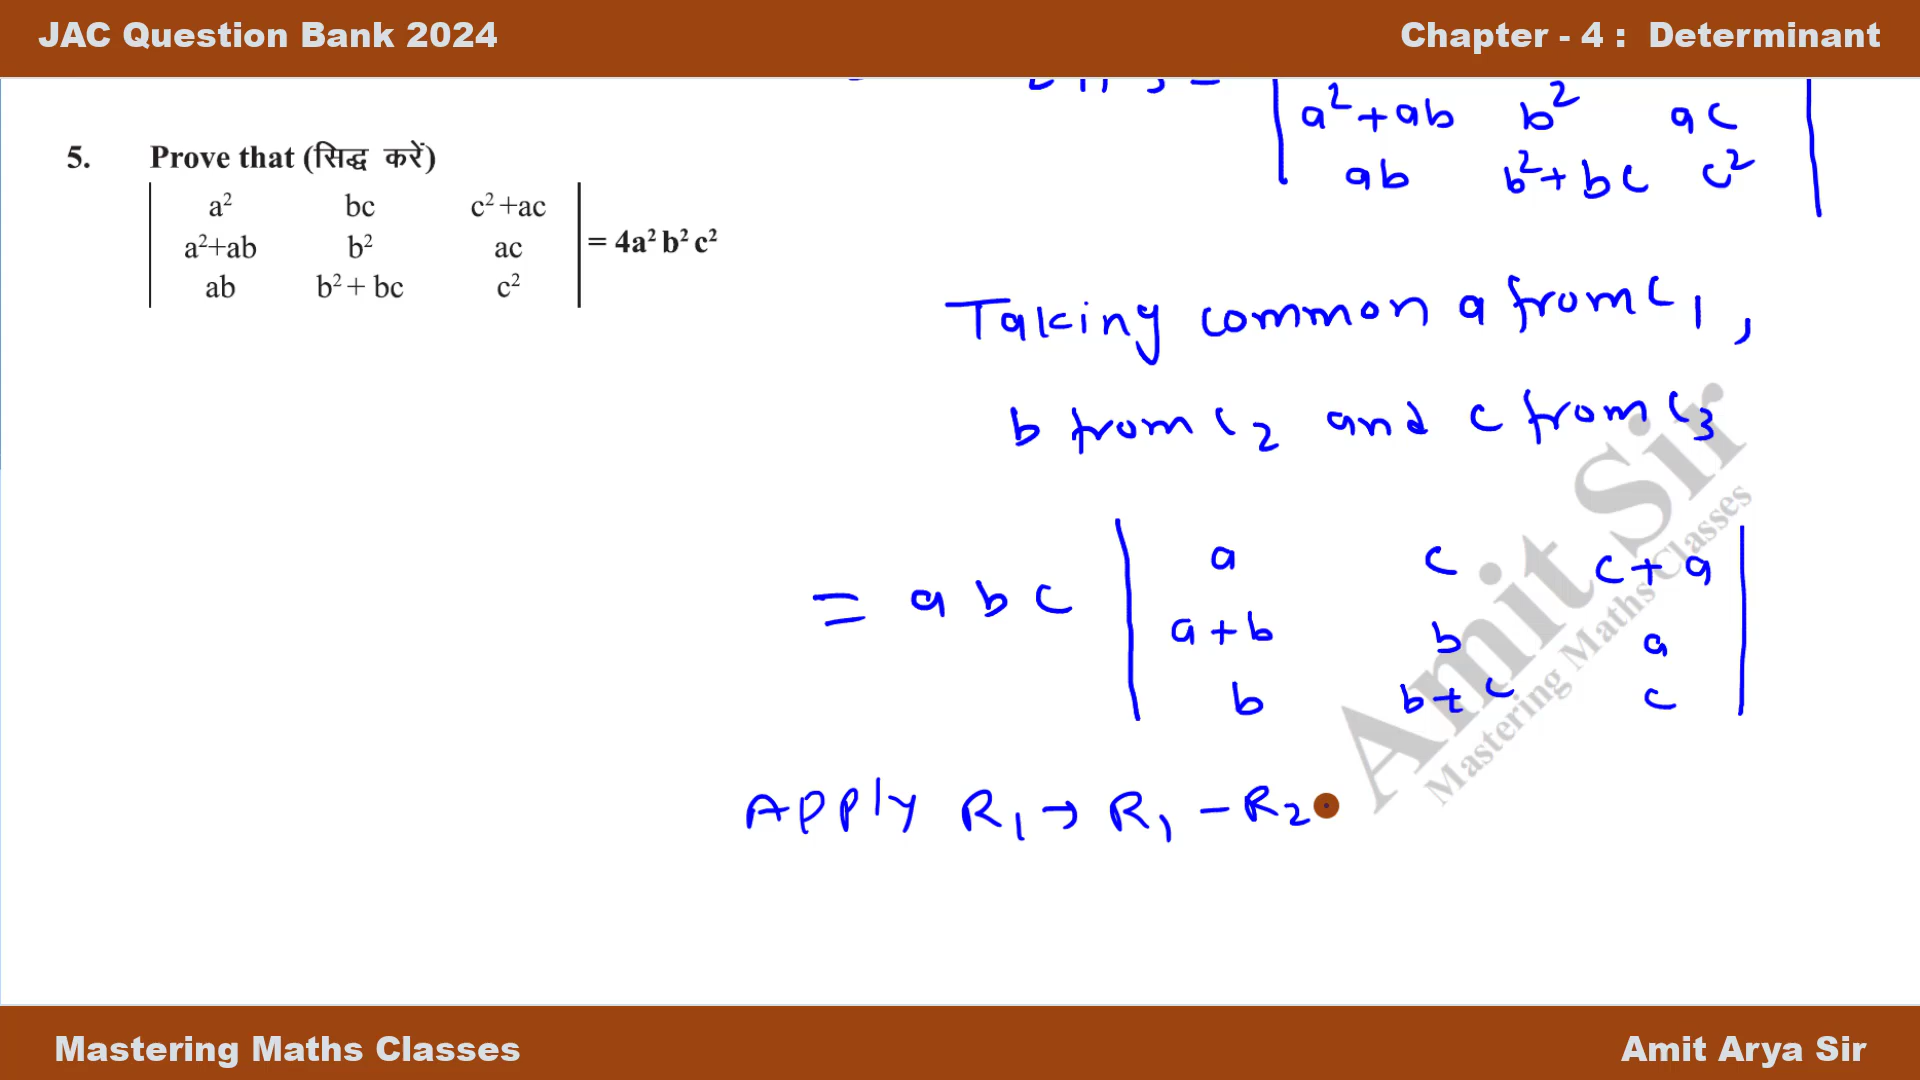 JAC Question Bank 2024
Chapter - 4 : Determinant
5. Prove that (सिद्ध करें)
a² bc c²+ac
a²+ab b² ac = 4a² b² c²
ab b²+ bc c²
a²+ab b² ac
ab b²+bc c²
Taking common a from C₁,
b from C₂ and c from C₃
= abc
a c c+a
a+b b a
b b+c c
Apply R₁→ R₁ -R₂
Amit Sir
Mastering Maths Classes
Mastering Maths Classes
Amit Arya Sir